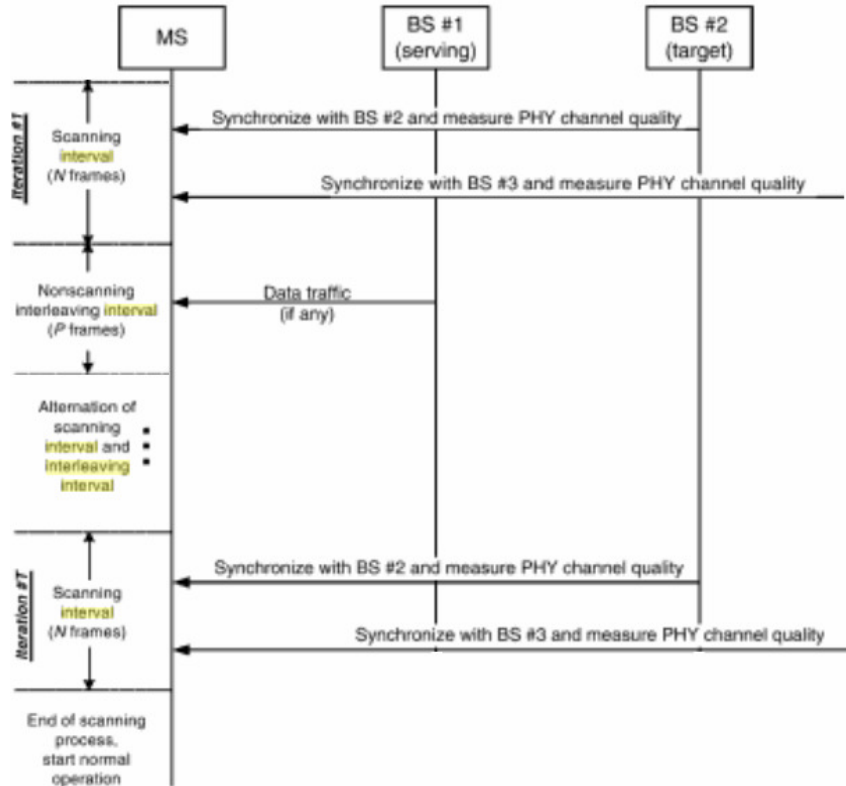 MS
BS #1
(serving)
BS #2
(target)
Iteration #1
Scanning
interval
(N frames)
Synchronize with BS #2 and measure PHY channel quality
Synchronize with BS #3 and measure PHY channel quality
Nonscanning
interleaving interval
(P frames)
Data traffic
(if any)
Alternation of
scanning
interval and
interleaving
interval
Iteration #T
Scanning
interval
(N frames)
Synchronize with BS #2 and measure PHY channel quality
Synchronize with BS #3 and measure PHY channel quality
End of scanning
process,
start normal
operation